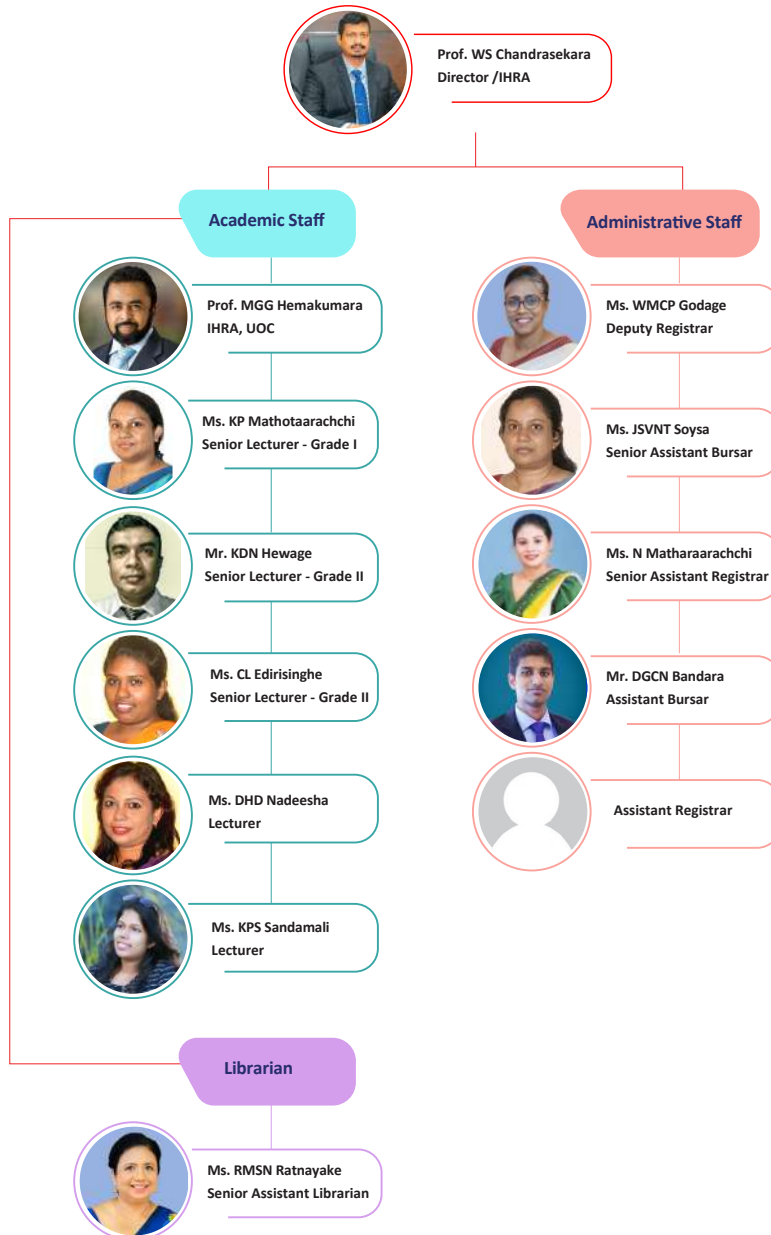 Prof. WS Chandrasekara
Director /IHRA
Academic Staff
Prof. MGG Hemakumara
IHRA, UOC
Ms. KP Mathotaarachchi
Senior Lecturer - Grade I
Mr. KDN Hewage
Senior Lecturer - Grade II
Ms. CL Edirisinghe
Senior Lecturer - Grade II
Ms. DHD Nadeesha
Lecturer
Ms. KPS Sandamali
Lecturer
Administrative Staff
Ms. WMCP Godage
Deputy Registrar
Ms. JSVNT Soysa
Senior Assistant Bursar
Ms. N Matharaarachchi
Senior Assistant Registrar
Mr. DGCN Bandara
Assistant Bursar
Assistant Registrar
Librarian
Ms. RMSN Ratnayake
Senior Assistant Librarian